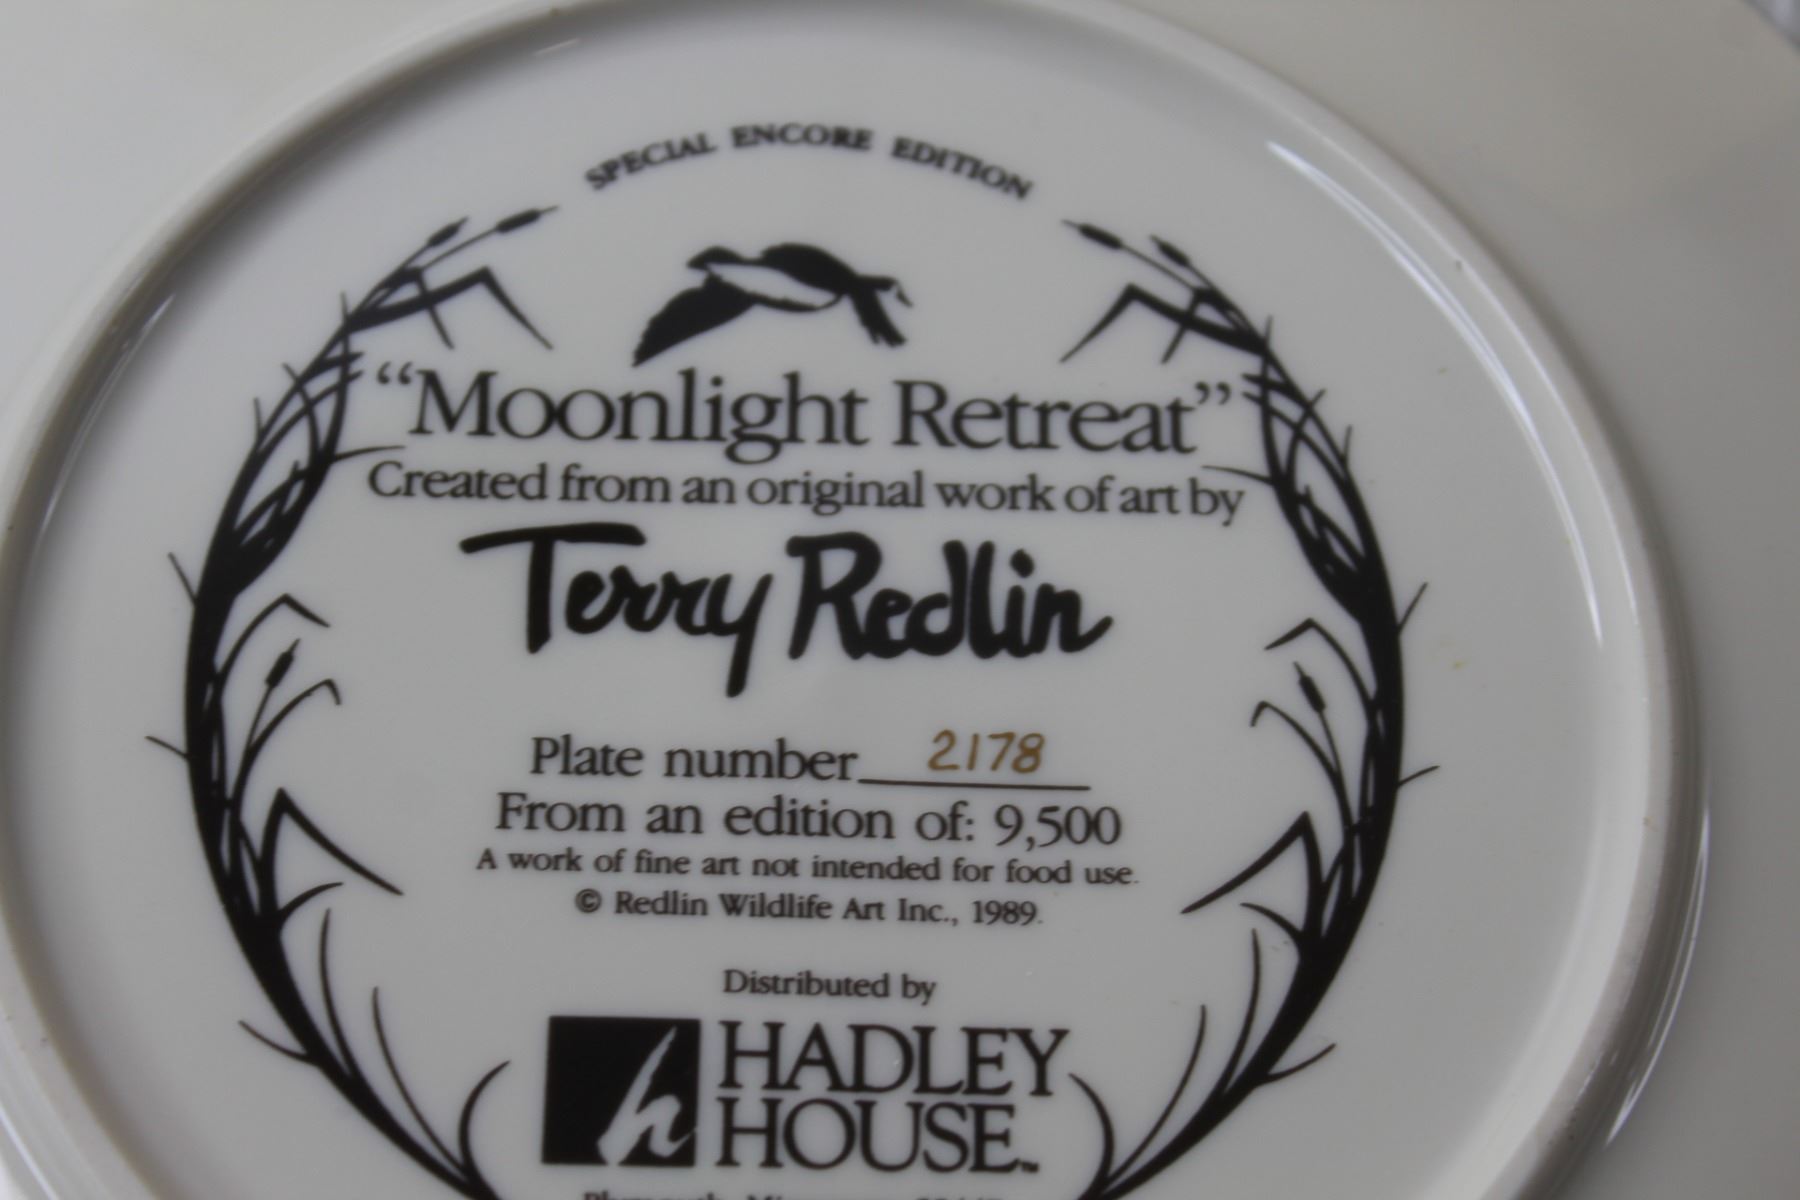 SPECIAL ENCORE EDITION
“Moonlight Retreat”
Created from an original work of art by
Terry Redlin
Plate number 2178
From an edition of: 9,500
A work of fine art not intended for food use.
© Redlin Wildlife Art Inc., 1989.
Distributed by
h HADLEY
HOUSE™